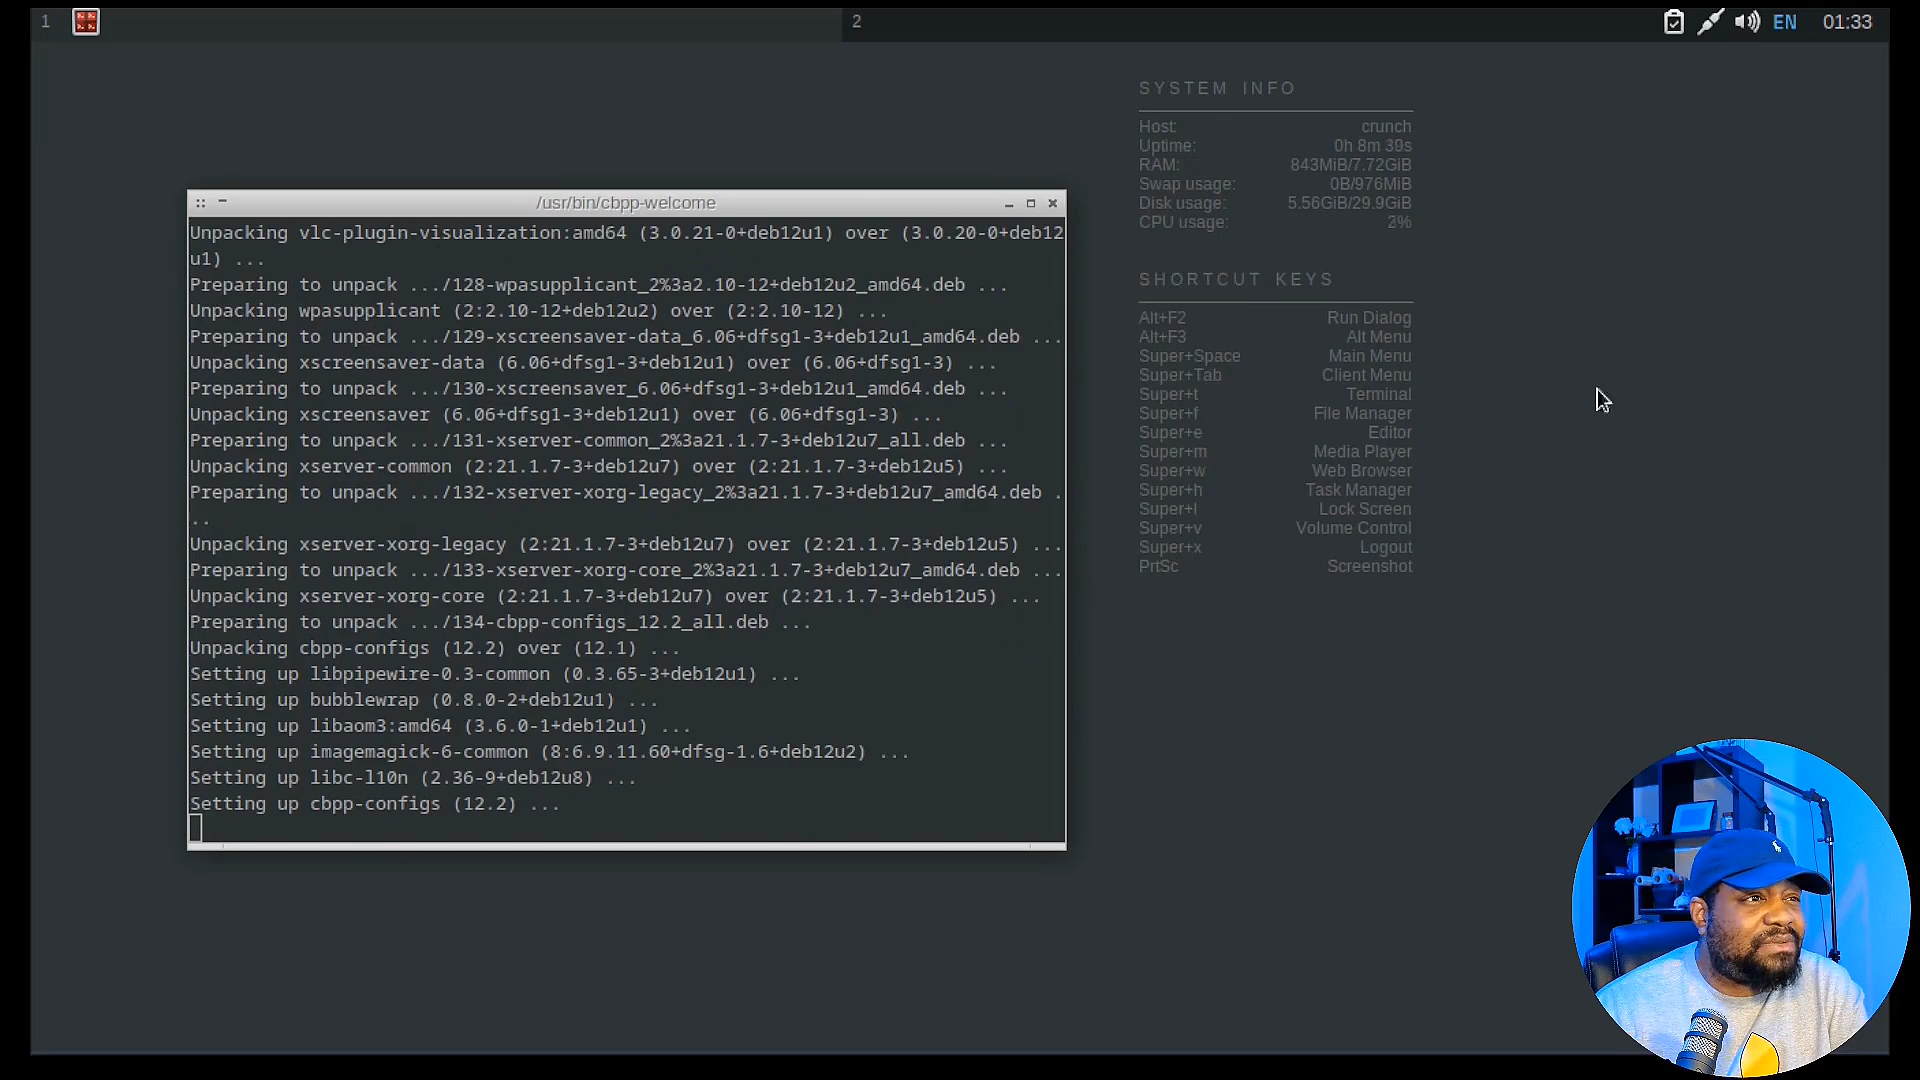 1
2
EN 01:33
/usr/bin/cbpp-welcome
Unpacking vlc-plugin-visualization:amd64 (3.0.21-0+deb12u1) over (3.0.20-0+deb12
u1) ...
Preparing to unpack .../128-wpasupplicant_2%3a2.10-12+deb12u2_amd64.deb ...
Unpacking wpasupplicant (2:2.10-12+deb12u2) over (2:2.10-12) ...
Preparing to unpack .../129-xscreensaver-data_6.06+dfsg1-3+deb12u1_amd64.deb ...
Unpacking xscreensaver-data (6.06+dfsg1-3+deb12u1) over (6.06+dfsg1-3) ...
Preparing to unpack .../130-xscreensaver_6.06+dfsg1-3+deb12u1_amd64.deb ...
Unpacking xscreensaver (6.06+dfsg1-3+deb12u1) over (6.06+dfsg1-3) ...
Preparing to unpack .../131-xserver-common_2%3a21.1.7-3+deb12u7_all.deb ...
Unpacking xserver-common (2:21.1.7-3+deb12u7) over (2:21.1.7-3+deb12u5) ...
Preparing to unpack .../132-xserver-xorg-legacy_2%3a21.1.7-3+deb12u7_amd64.deb .
..
Unpacking xserver-xorg-legacy (2:21.1.7-3+deb12u7) over (2:21.1.7-3+deb12u5) ...
Preparing to unpack .../133-xserver-xorg-core_2%3a21.1.7-3+deb12u7_amd64.deb ...
Unpacking xserver-xorg-core (2:21.1.7-3+deb12u7) over (2:21.1.7-3+deb12u5) ...
Preparing to unpack .../134-cbpp-configs_12.2_all.deb ...
Unpacking cbpp-configs (12.2) over (12.1) ...
Setting up libpipewire-0.3-common (0.3.65-3+deb12u1) ...
Setting up bubblewrap (0.8.0-2+deb12u1) ...
Setting up libaom3:amd64 (3.6.0-1+deb12u1) ...
Setting up imagemagick-6-common (8:6.9.11.60+dfsg-1.6+deb12u2) ...
Setting up libc-l10n (2.36-9+deb12u8) ...
Setting up cbpp-configs (12.2) ...
SYSTEM INFO
Host: crunch
Uptime: 0h 8m 39s
RAM: 843MiB/7.72GiB
Swap usage: 0B/976MiB
Disk usage: 5.56GiB/29.9GiB
CPU usage: 2%
SHORTCUT KEYS
Alt+F2 Run Dialog
Alt+F3 Alt Menu
Super+Space Main Menu
Super+Tab Client Menu
Super+t Terminal
Super+f File Manager
Super+e Editor
Super+m Media Player
Super+w Web Browser
Super+h Task Manager
Super+l Lock Screen
Super+v Volume Control
Super+x Logout
PrtSc Screenshot